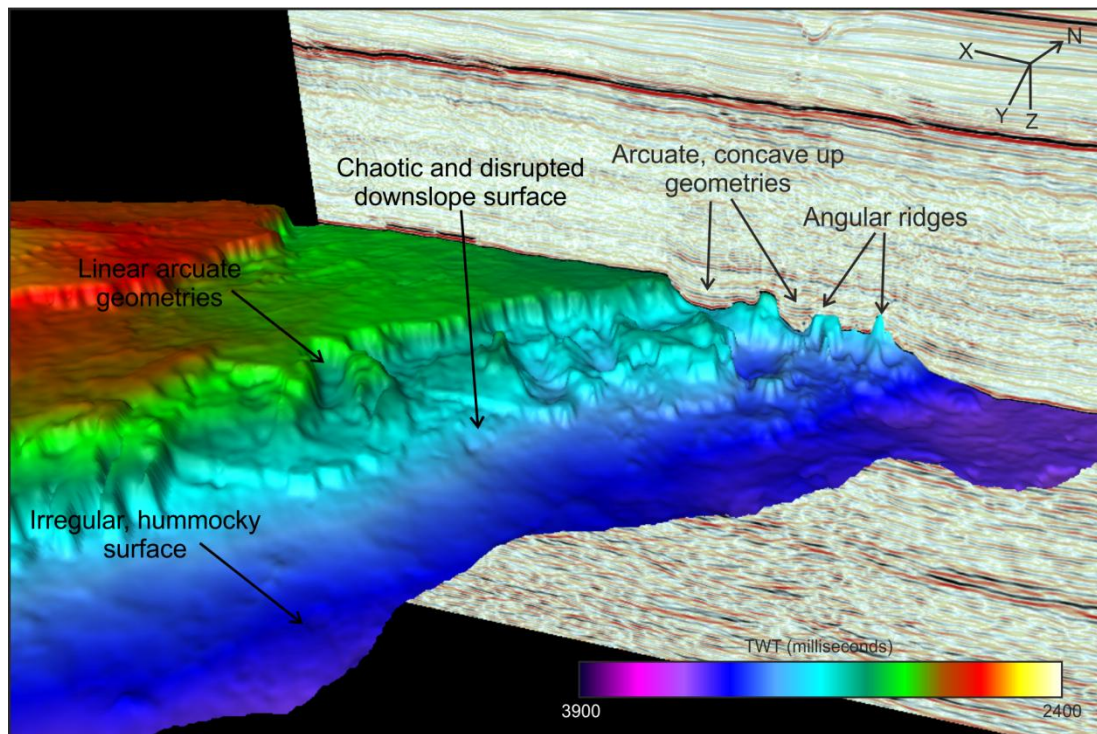 X
N
Y
Z
Chaotic and disrupted
downslope surface
Arcuate, concave up
geometries
Angular ridges
Linear arcuate
geometries
Irregular, hummocky
surface
TWT (milliseconds)
3900
2400